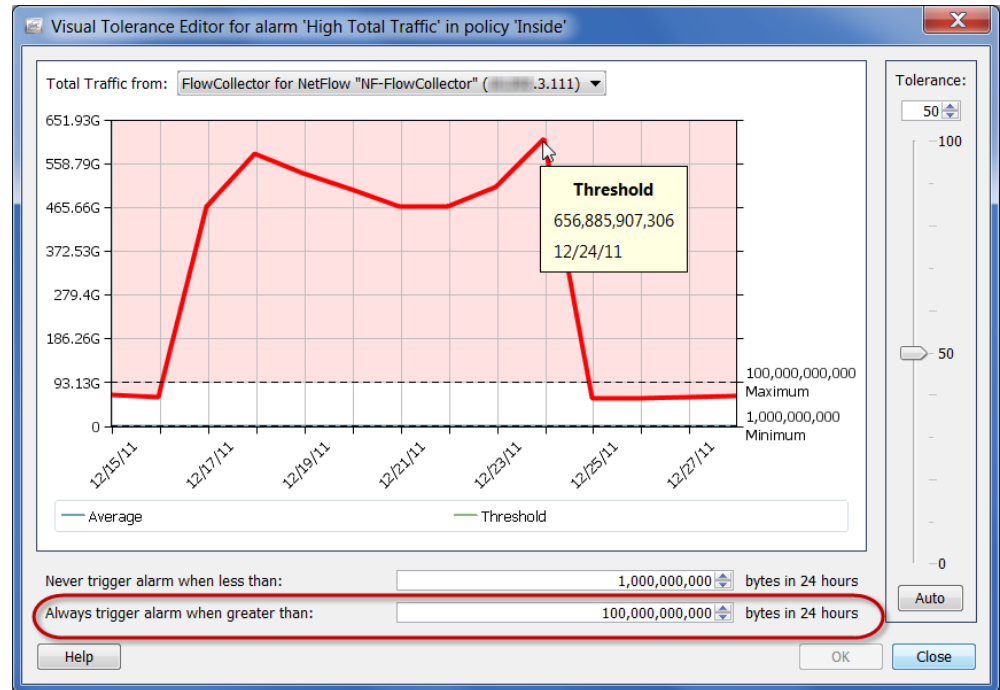 Visual Tolerance Editor for alarm 'High Total Traffic' in policy 'Inside'
Total Traffic from: FlowCollector for NetFlow "NF-FlowCollector" ( .3.111)
651.93G
558.79G
465.66G
372.53G
279.4G
186.26G
93.13G
0
Threshold
656,885,907,306
12/24/11
100,000,000,000
Maximum
1,000,000,000
Minimum
12/15/11
12/17/11
12/19/11
12/21/11
12/23/11
12/25/11
12/27/11
Average
Threshold
Tolerance:
50
100
50
0
Auto
Never trigger alarm when less than: 1,000,000,000 bytes in 24 hours
Always trigger alarm when greater than: 100,000,000,000 bytes in 24 hours
Help
OK
Close